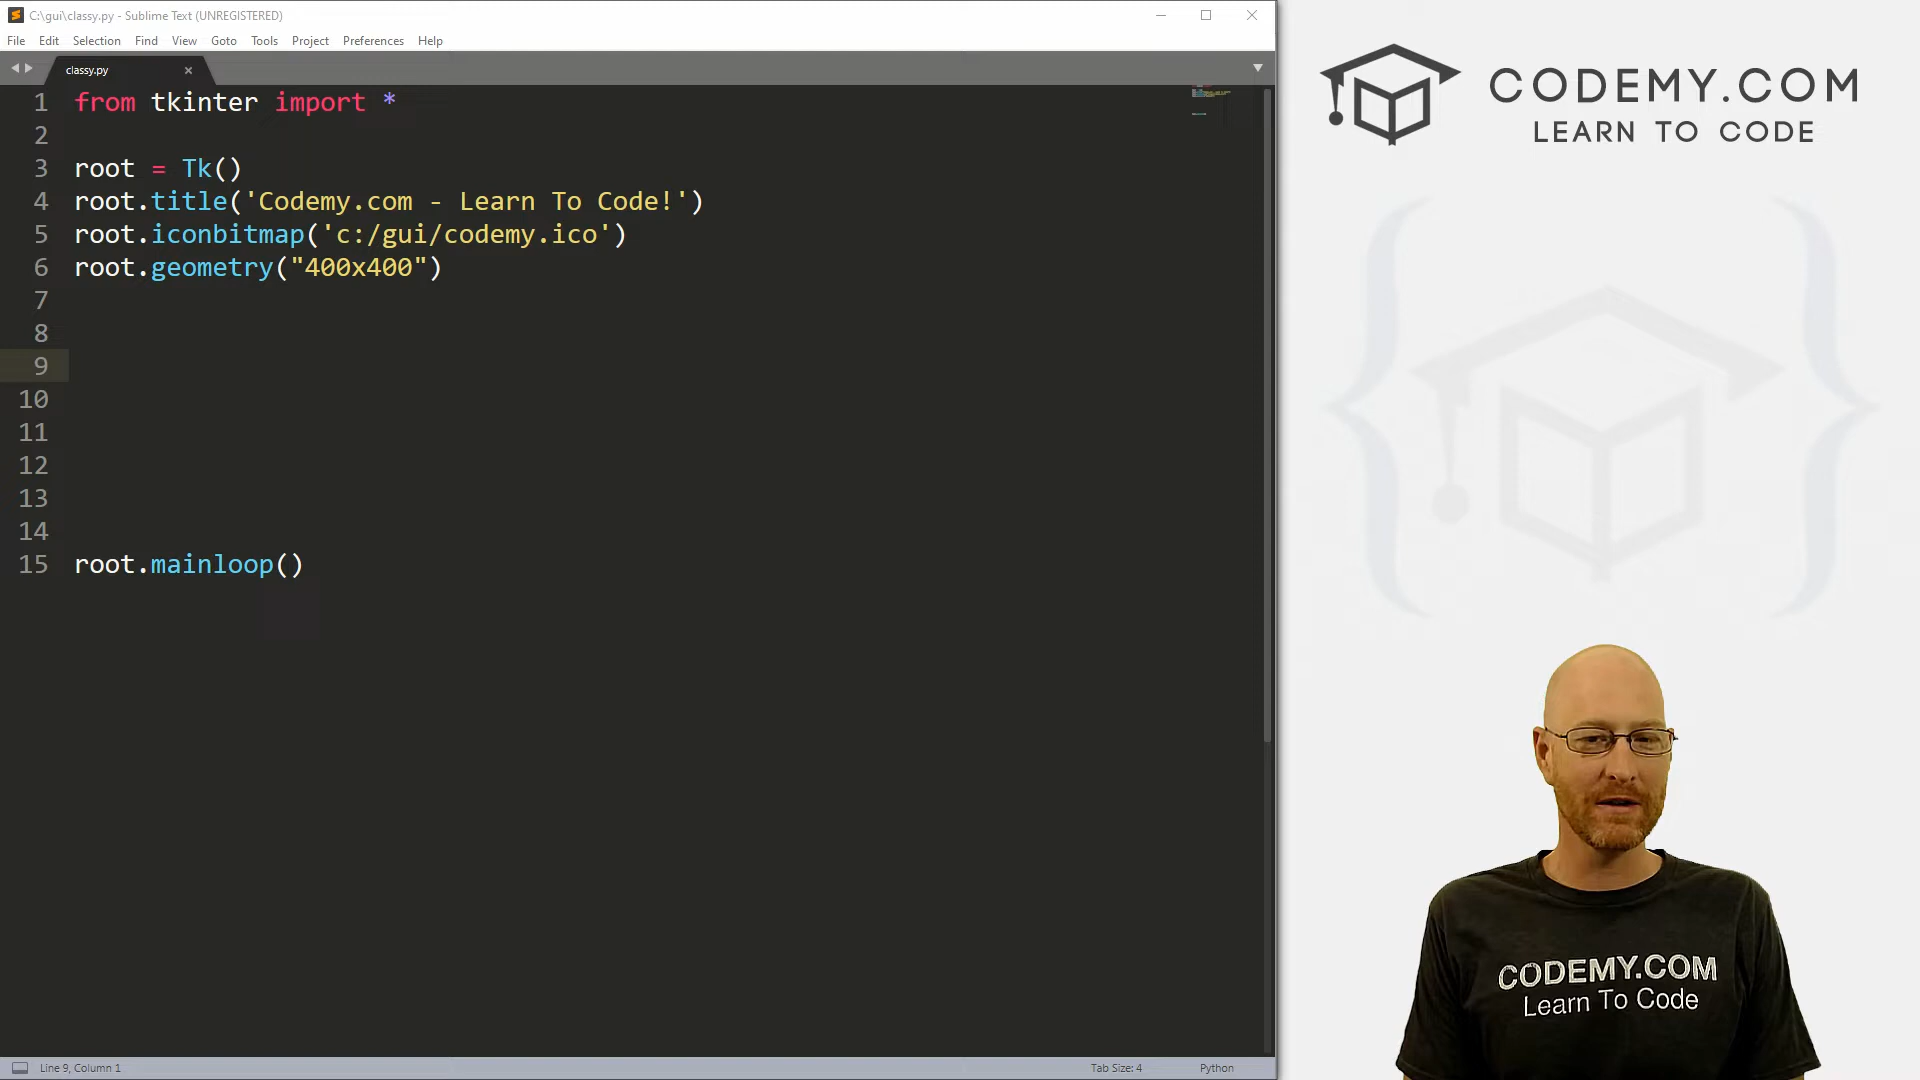 C:\gui\classy.py - Sublime Text (UNREGISTERED)
File Edit Selection Find View Goto Tools Project Preferences Help
classy.py
1 from tkinter import *
2
3 root = Tk()
4 root.title('Codemy.com - Learn To Code!')
5 root.iconbitmap('c:/gui/codemy.ico')
6 root.geometry("400x400")
7
8
9
10
11
12
13
14
15 root.mainloop()
Line 9, Column 1
Tab Size: 4
Python
CODEMY.COM
LEARN TO CODE
CODEMY.COM
Learn To Code